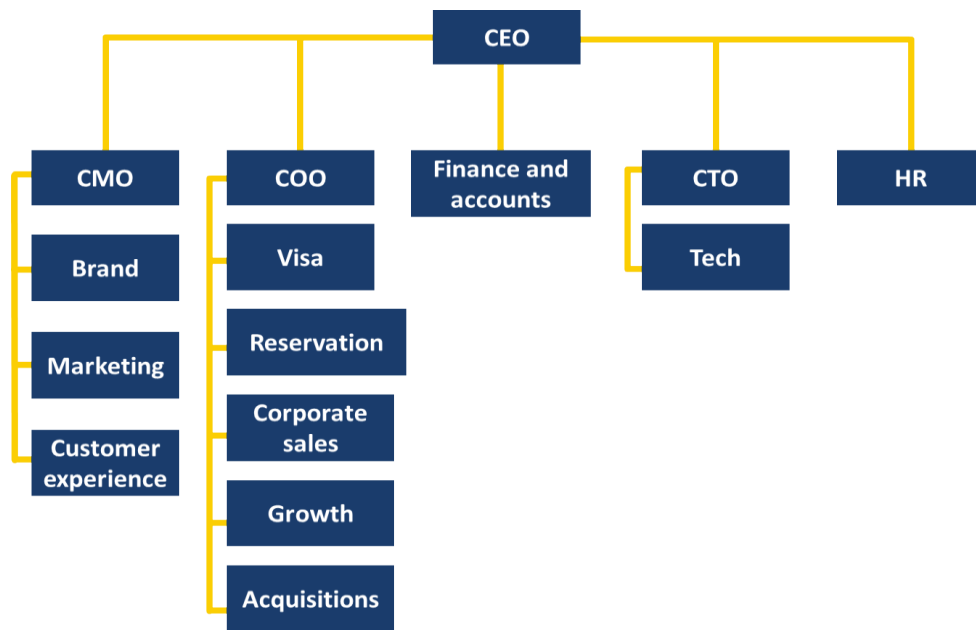 CEO
CMO
COO
Finance and
accounts
CTO
HR
Brand
Visa
Tech
Marketing
Reservation
Customer
experience
Corporate
sales
Growth
Acquisitions